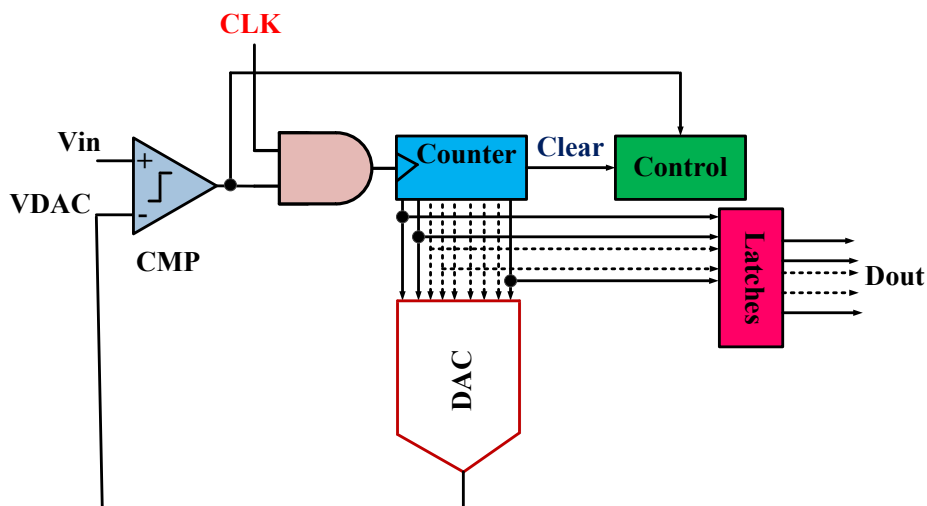 CLK
Vin
+
Counter
Clear
Control
VDAC
-
CMP
Latches
Dout
DAC